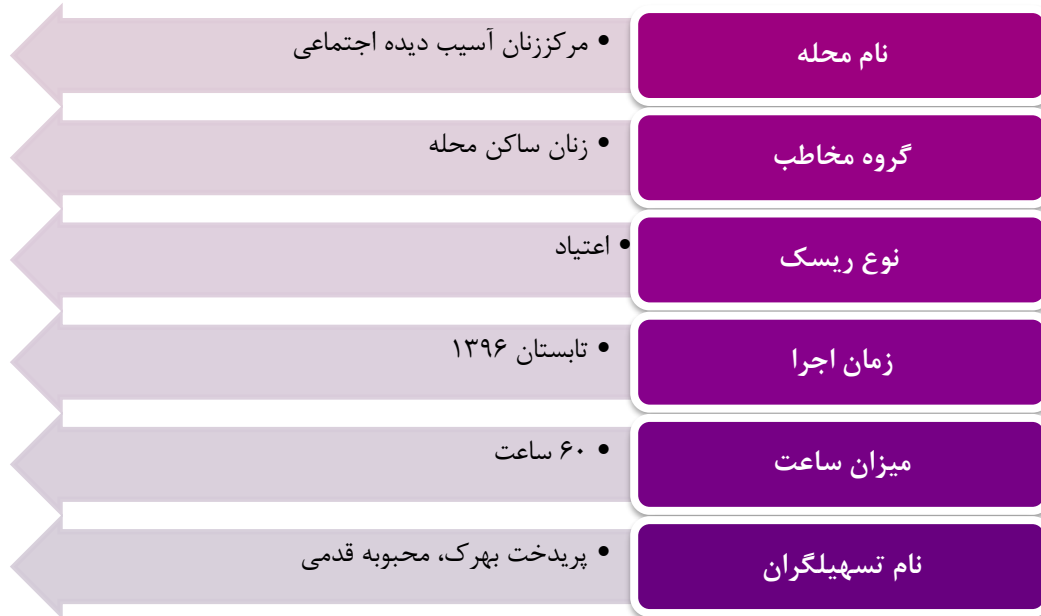 نام محله
• مرکززنان آسیب دیده اجتماعی
گروه مخاطب
• زنان ساکن محله
نوع ریسک
• اعتیاد
زمان اجرا
• تابستان ۱۳۹۶
میزان ساعت
• ۶۰ ساعت
نام تسهیلگران
• پریدخت بهرک، محبوبه قدمی